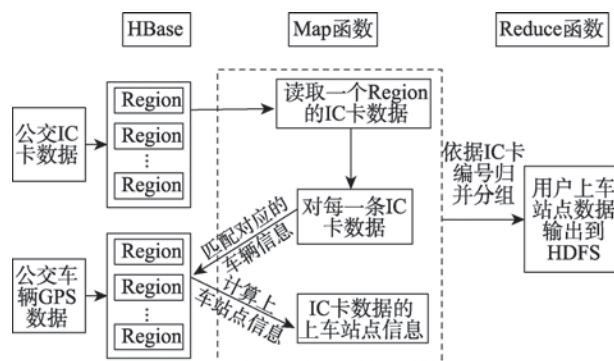 HBase
Map函数
Reduce函数
公交IC
卡数据
Region
Region
⋮
Region
读取一个Region
的IC卡数据
对每一条IC
卡数据
匹配对应的
车辆信息
公交车
辆GPS
数据
Region
Region
⋮
Region
计算上
车站点信息
IC卡数据的
上车站点信息
依据IC卡
编号归
并分组
用户上车
站点数据
输出到
HDFS